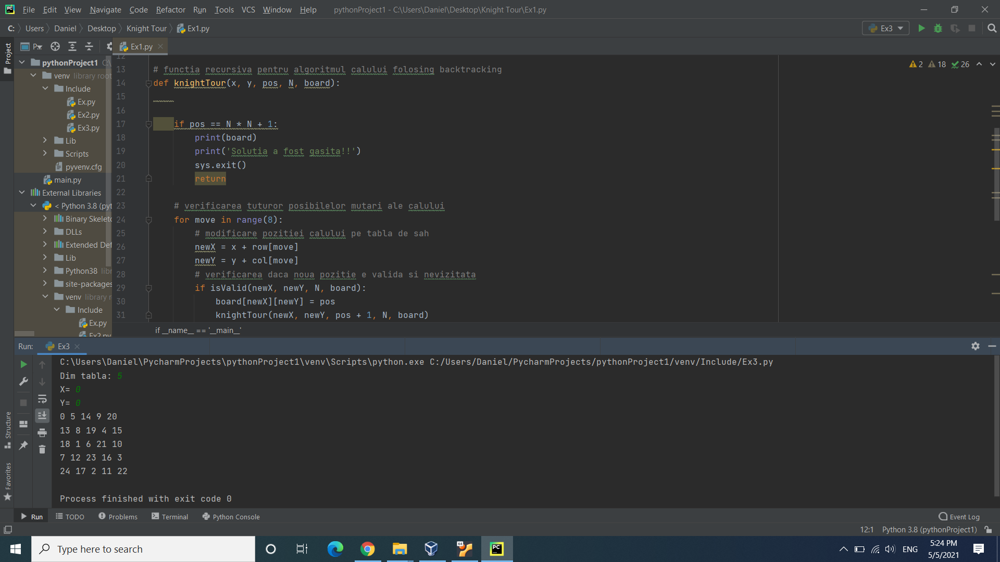 File Edit View Navigate Code Refactor Run Tools VCS Window Help pythonProject1 - C:\Users\Daniel\Desktop\Knight Tour\Ex1.py
C: Users Daniel Desktop Knight Tour Ex1.py
Ex3
Project
P
Ex1.py
pythonProject1 C:\
venv library root
Include
Ex.py
Ex2.py
Ex3.py
Lib
Scripts
pyvenv.cfg
main.py
External Libraries
< Python 3.8 (pyt
Binary Skeleto
DLLs
Extended Def
Lib
Python38 libr
site-packages
venv library r
Include
Ex.py
Ex2.py
2 18 26
12
13 # functia recursiva pentru algoritmul calului folosing backtracking
14 def knightTour(x, y, pos, N, board):
15
16
17 if pos == N * N + 1:
18 print(board)
19 print('Solutia a fost gasita!!')
20 sys.exit()
21 return
22
23 # verificarea tuturor posibilelor mutari ale calului
24 for move in range(8):
25 # modificare pozitiei calului pe tabla de sah
26 newX = x + row[move]
27 newY = y + col[move]
28 # verificarea daca noua pozitie e valida si nevizitata
29 if isValid(newX, newY, N, board):
30 board[newX][newY] = pos
31 knightTour(newX, newY, pos + 1, N, board)
if __name__ == '__main__'
Run: Ex3
C:\Users\Daniel\PycharmProjects\pythonProject1\venv\Scripts\python.exe C:/Users/Daniel/PycharmProjects/pythonProject1/venv/Include/Ex3.py
Dim tabla: 5
X= 0
Y= 0
0 5 14 9 20
13 8 19 4 15
18 1 6 21 10
7 12 23 16 3
24 17 2 11 22
Process finished with exit code 0
Structure
Favorites
Run TODO Problems Terminal Python Console Event Log
12:1 Python 3.8 (pythonProject1)
Type here to search
64
PC
ENG
5:24 PM
5/5/2021